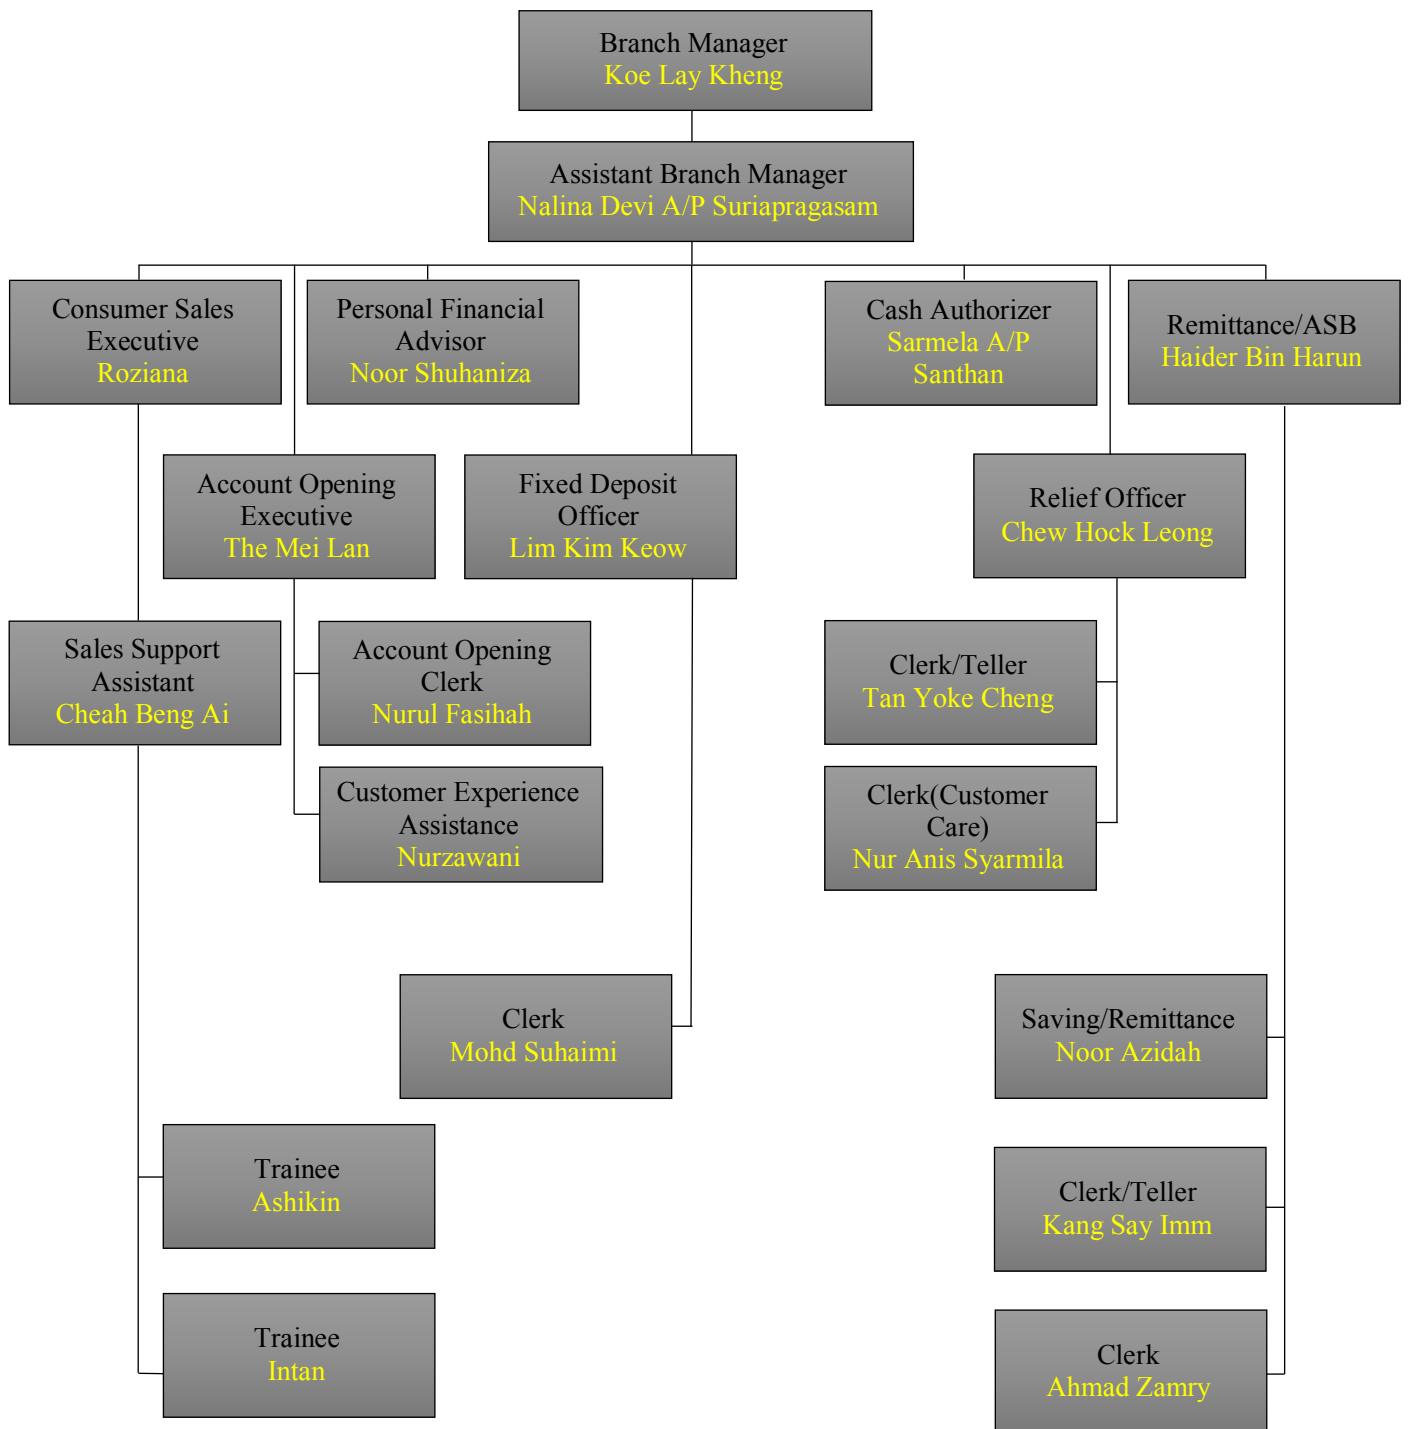 Branch Manager
Koe Lay Kheng
Assistant Branch Manager
Nalina Devi A/P Suriapragasam
Consumer Sales
Executive
Roziana
Personal Financial
Advisor
Noor Shuhaniza
Cash Authorizer
Sarmela A/P
Santhan
Remittance/ASB
Haider Bin Harun
Account Opening
Executive
The Mei Lan
Fixed Deposit
Officer
Lim Kim Keow
Relief Officer
Chew Hock Leong
Sales Support
Assistant
Cheah Beng Ai
Account Opening
Clerk
Nurul Fasihah
Clerk/Teller
Tan Yoke Cheng
Customer Experience
Assistance
Nurzawani
Clerk(Customer
Care)
Nur Anis Syarmila
Clerk
Mohd Suhaimi
Saving/Remittance
Noor Azidah
Trainee
Ashikin
Clerk/Teller
Kang Say Imm
Trainee
Intan
Clerk
Ahmad Zamry